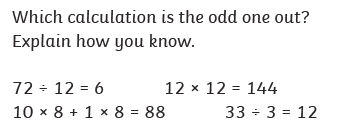 Which calculation is the odd one out?
Explain how you know.
72 ÷ 12 = 6 12 × 12 = 144
10 × 8 + 1 × 8 = 88 33 ÷ 3 = 12